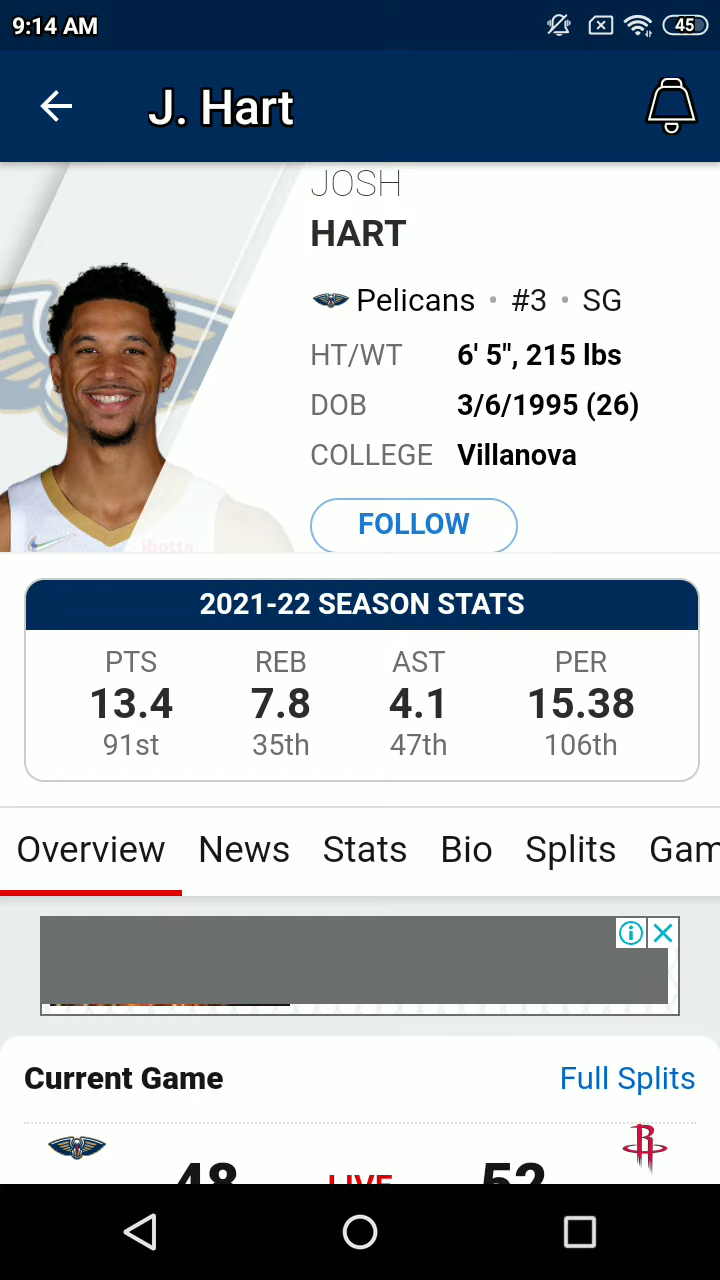 9:14 AM 45
J. Hart
JOSH
HART
Pelicans • #3 • SG
HT/WT 6' 5", 215 lbs
DOB 3/6/1995 (26)
COLLEGE Villanova
FOLLOW
2021-22 SEASON STATS
PTS REB AST PER
13.4 7.8 4.1 15.38
91st 35th 47th 106th
Overview News Stats Bio Splits Gam
Current Game Full Splits
48 LIVE 52